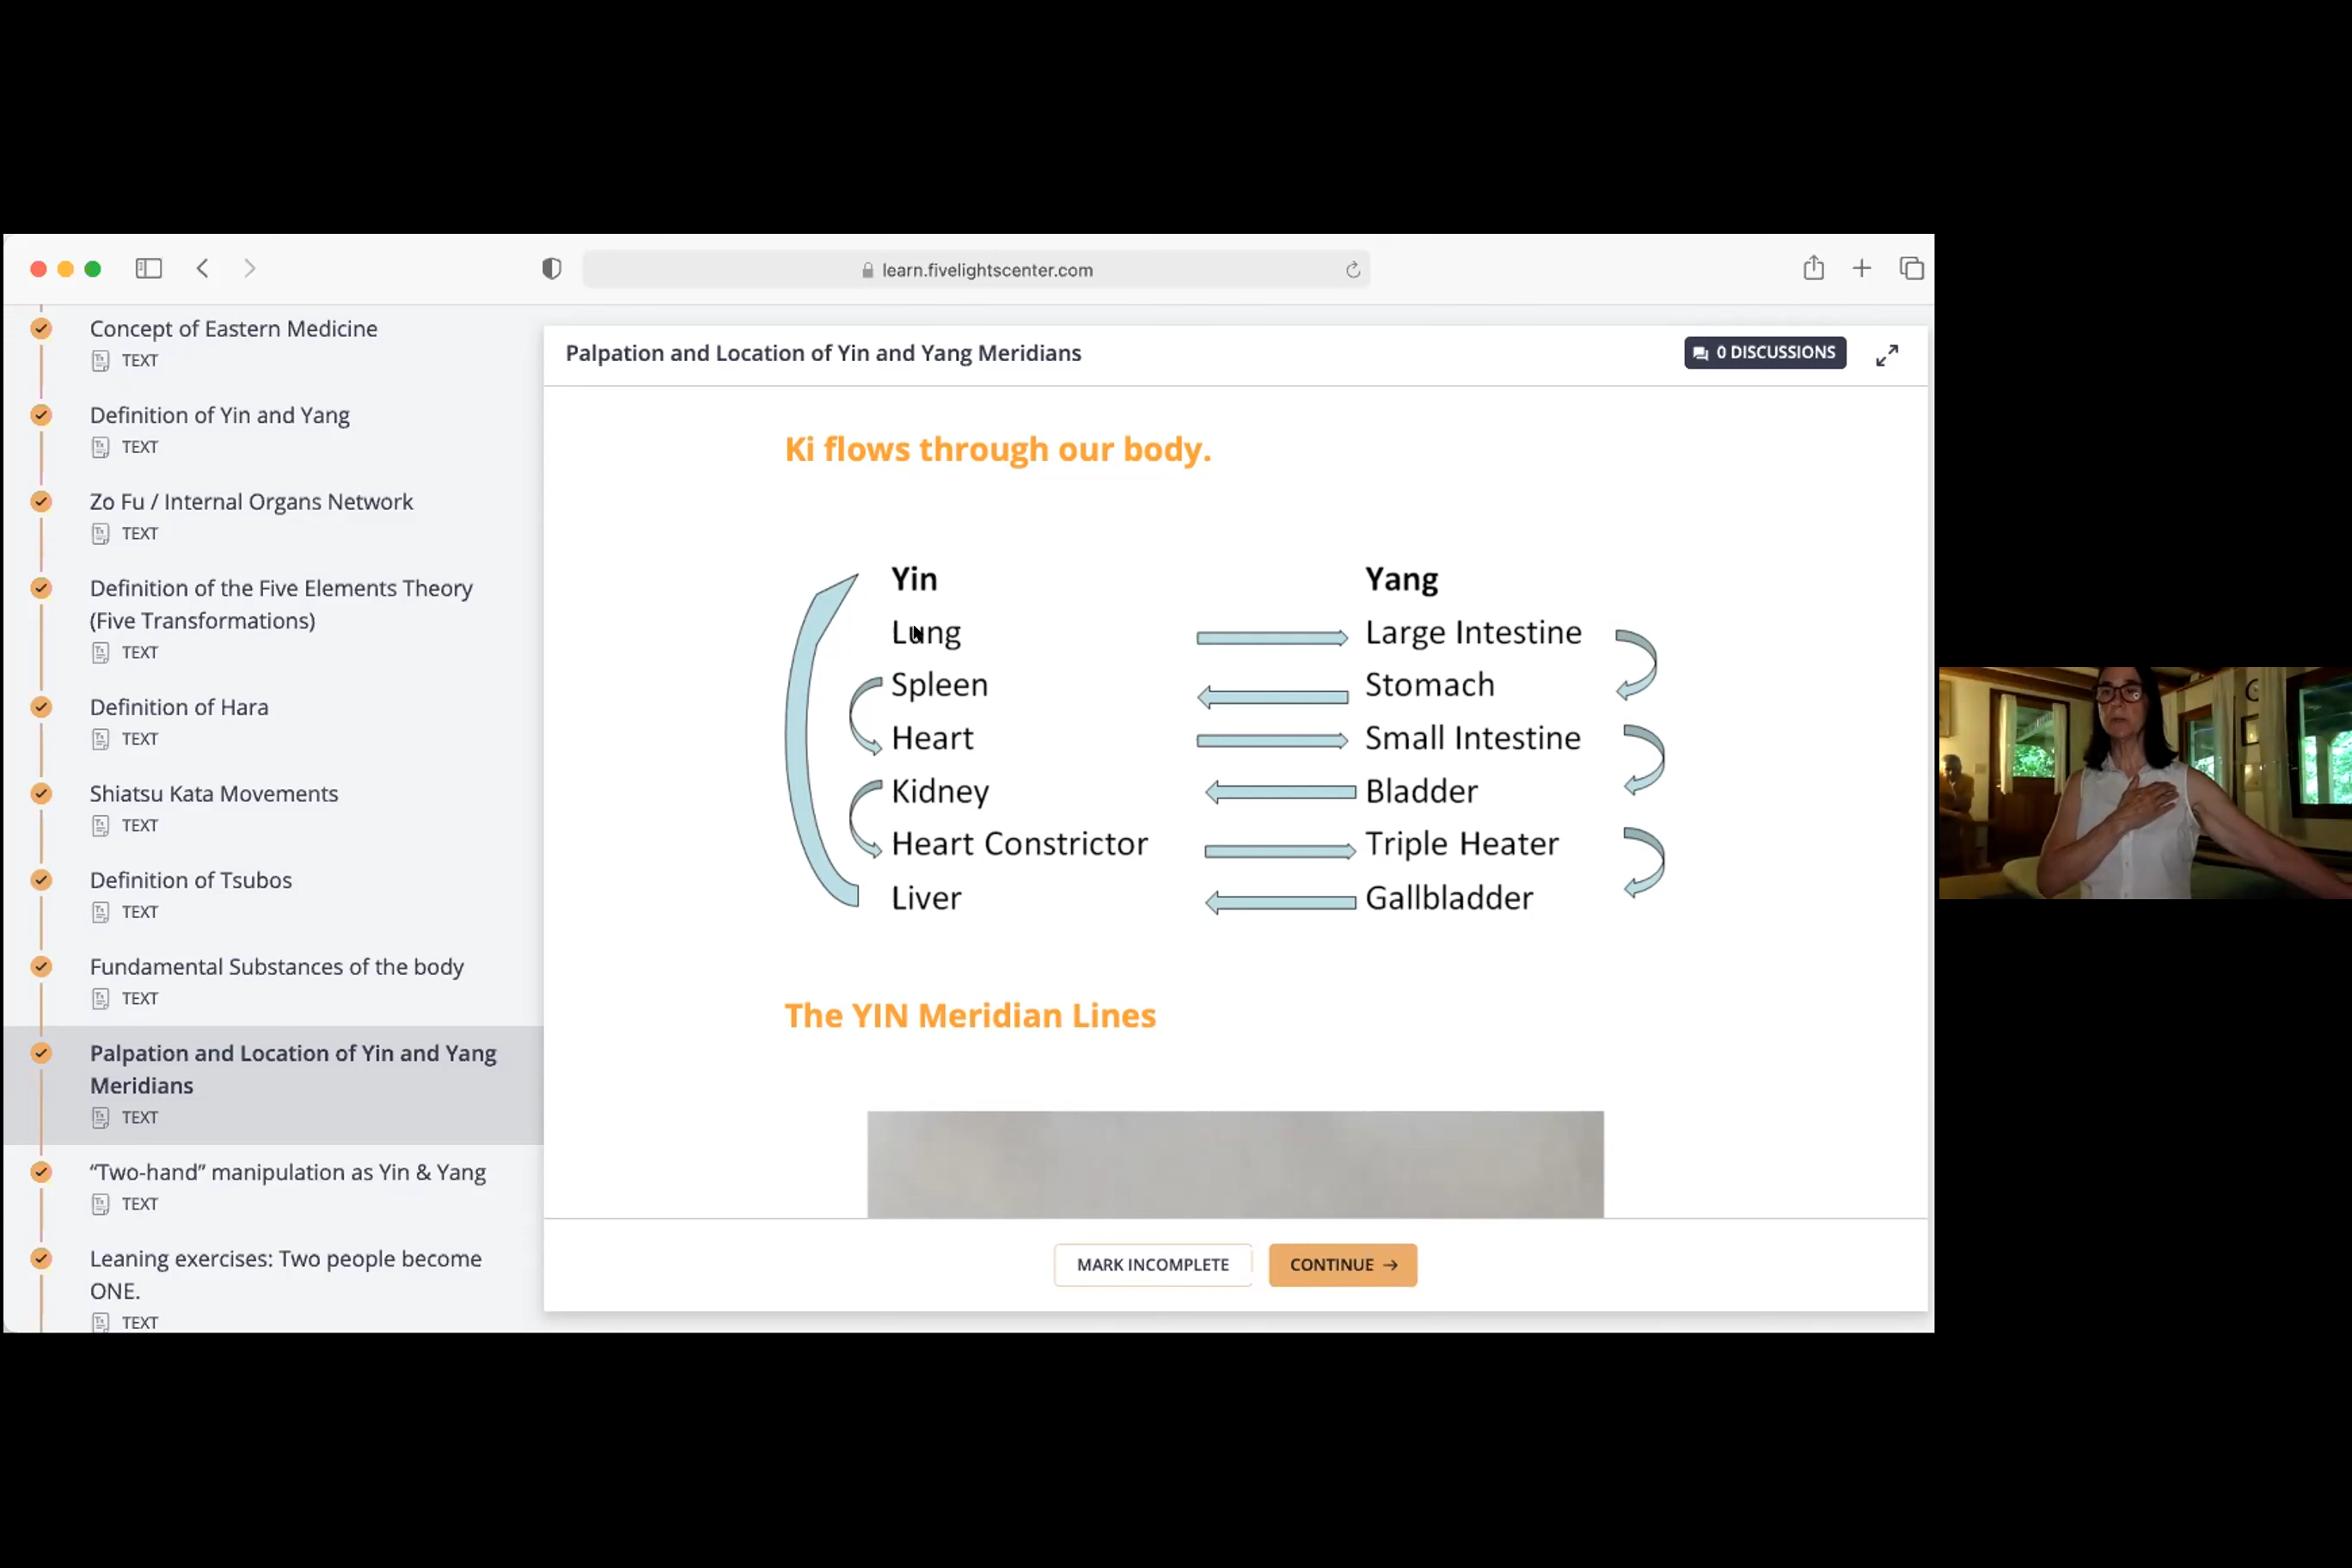 learn.fivelightscenter.com
Concept of Eastern Medicine
TEXT
Definition of Yin and Yang
TEXT
Zo Fu / Internal Organs Network
TEXT
Definition of the Five Elements Theory
(Five Transformations)
TEXT
Definition of Hara
TEXT
Shiatsu Kata Movements
TEXT
Definition of Tsubos
TEXT
Fundamental Substances of the body
TEXT
Palpation and Location of Yin and Yang
Meridians
TEXT
“Two-hand” manipulation as Yin & Yang
TEXT
Leaning exercises: Two people become
ONE.
TEXT
Palpation and Location of Yin and Yang Meridians
0 DISCUSSIONS
Ki flows through our body.
Yin Yang
Lung Large Intestine
Spleen Stomach
Heart Small Intestine
Kidney Bladder
Heart Constrictor Triple Heater
Liver Gallbladder
The YIN Meridian Lines
MARK INCOMPLETE CONTINUE →